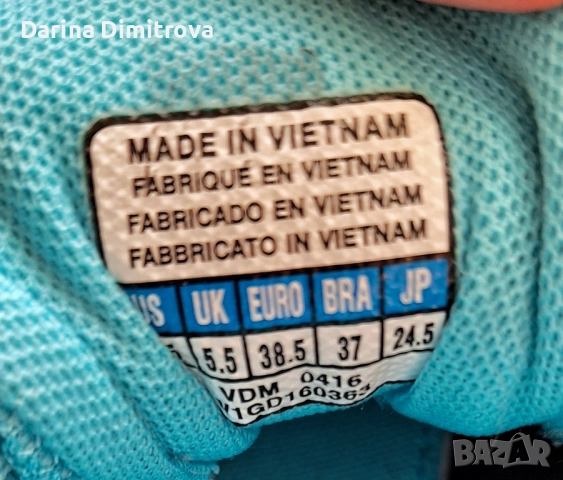 Darina Dimitrova
MADE IN VIETNAM
FABRIQUÉ EN VIETNAM
FABRICADO EN VIETNAM
FABBRICATO IN VIETNAM
UK EURO BRA JP
5.5 38.5 37 24.5
VDM 0416
BAZAR